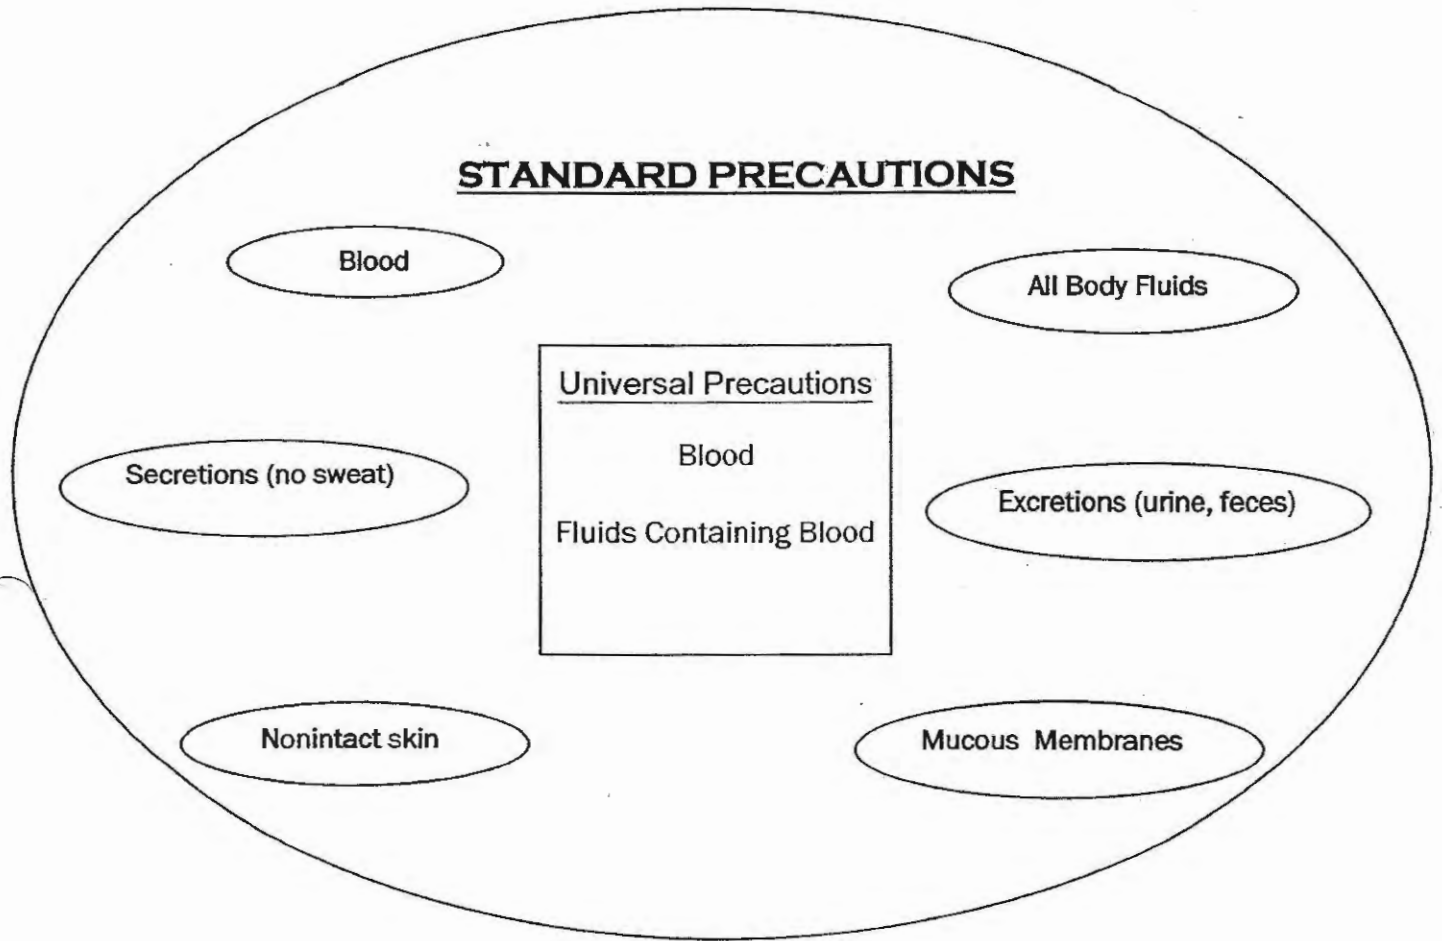 STANDARD PRECAUTIONS
Blood
All Body Fluids
Universal Precautions
Blood
Fluids Containing Blood
Secretions (no sweat)
Excretions (urine, feces)
Nonintact skin
Mucous Membranes